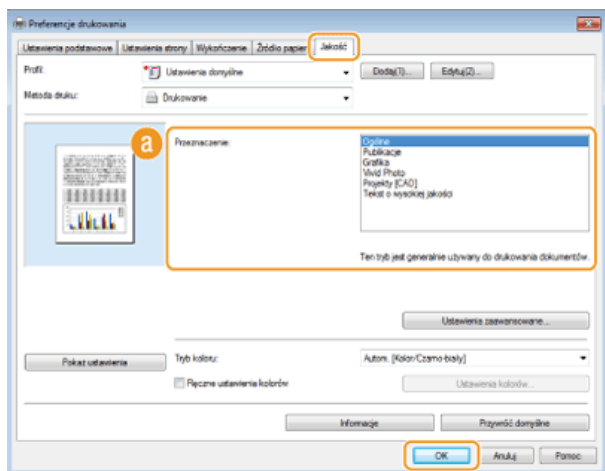 Preferencje drukowania
Ustawienia podstawowe Ustawienia strony Wykończenie Źródło papier Jakość
Profil: Ustawienia domyślne Dodaj(1)... Edytuj(2)...
Metoda druku: Drukowanie
a Przeznaczenie: Ogólne
Publikacje
Grafika
Vivid Photo
Projekty [CAD]
Tekst o wysokiej jakości
Ten tryb jest generalnie używany do drukowania dokumentów.
Ustawienia zaawansowane...
Pokaż ustawienia Tryb koloru: Autom. [Kolor/Czarno-biały]
Ręczne ustawienia kolorów Ustawienia kolorów...
Informacje Przywróć domyślne
OK Anuluj Pomoc